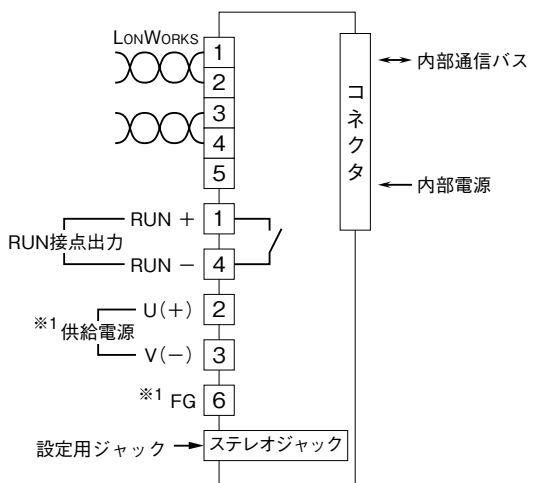 LONWORKS
1
2
3
4
5
コネクタ
内部通信バス
内部電源
RUN接点出力
RUN ＋
1
RUN －
4
※1 供給電源
U(＋)
2
V(－)
3
※1 FG
6
設定用ジャック
ステレオジャック